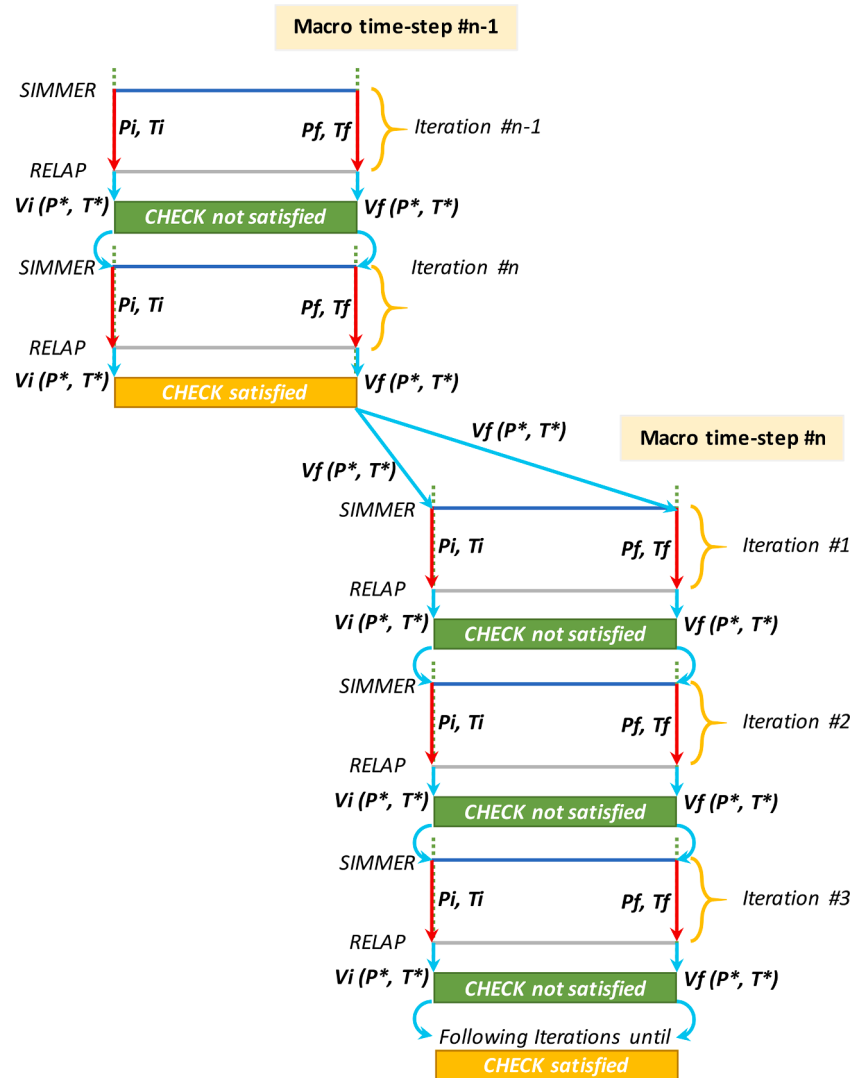 Macro time-step #n-1
SIMMER
Pi, Ti
Pf, Tf
Iteration #n-1
RELAP
Vi (P*, T*)
CHECK not satisfied
Vf (P*, T*)
SIMMER
Iteration #n
Pi, Ti
Pf, Tf
RELAP
Vi (P*, T*)
CHECK satisfied
Vf (P*, T*)
Vf (P*, T*)
Macro time-step #n
Vf (P*, T*)
SIMMER
Pi, Ti
Pf, Tf
Iteration #1
RELAP
Vi (P*, T*)
CHECK not satisfied
Vf (P*, T*)
SIMMER
Pi, Ti
Pf, Tf
Iteration #2
RELAP
Vi (P*, T*)
CHECK not satisfied
Vf (P*, T*)
SIMMER
Pi, Ti
Pf, Tf
Iteration #3
RELAP
Vi (P*, T*)
CHECK not satisfied
Vf (P*, T*)
Following Iterations until
CHECK satisfied